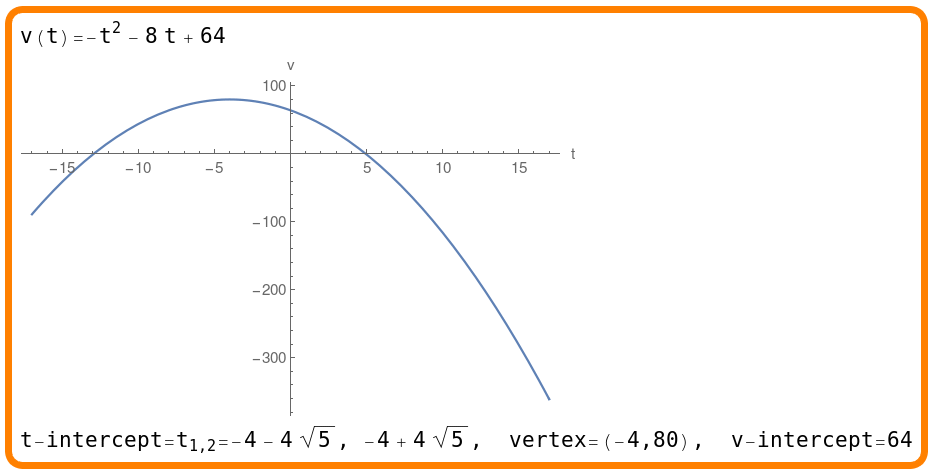 v(t)=-t² - 8 t + 64
v
100
t
-15 -10 -5 5 10 15
-100
-200
-300
t-intercept=t₁,₂=-4 - 4 √5, -4 + 4 √5, vertex=(-4,80), v-intercept=64